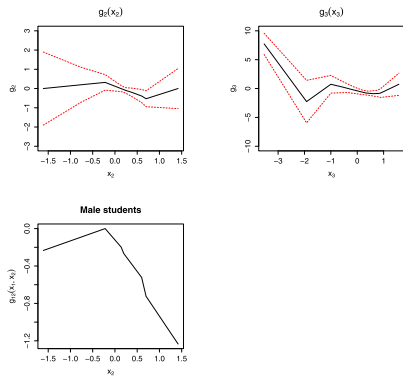 g₂(x₂)
3
2
1
0
−1
−2
−3
g₂
−1.5 −1.0 −0.5 0.0 0.5 1.0 1.5
x₂
g₃(x₃)
10
5
0
−5
−10
g₃
−3 −2 −1 0 1
x₃
Male students
0.0
−0.4
−0.8
−1.2
g₁₂(x₁, x₂)
−1.5 −1.0 −0.5 0.0 0.5 1.0 1.5
x₂